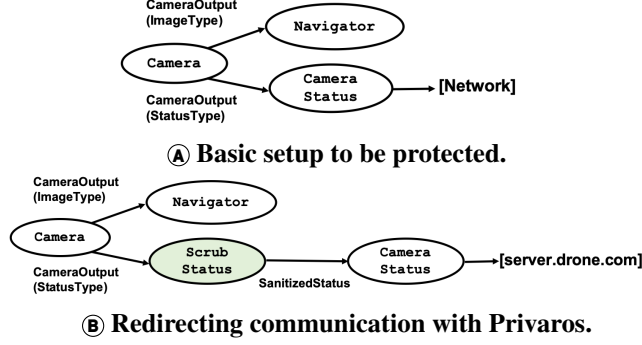 CameraOutput
(ImageType)
Navigator
Camera
Camera
Status
[Network]
CameraOutput
(StatusType)
Ⓐ Basic setup to be protected.
CameraOutput
(ImageType)
Navigator
Camera
Scrub
Status
Camera
Status
[server.drone.com]
CameraOutput
(StatusType)
SanitizedStatus
Ⓑ Redirecting communication with Privaros.